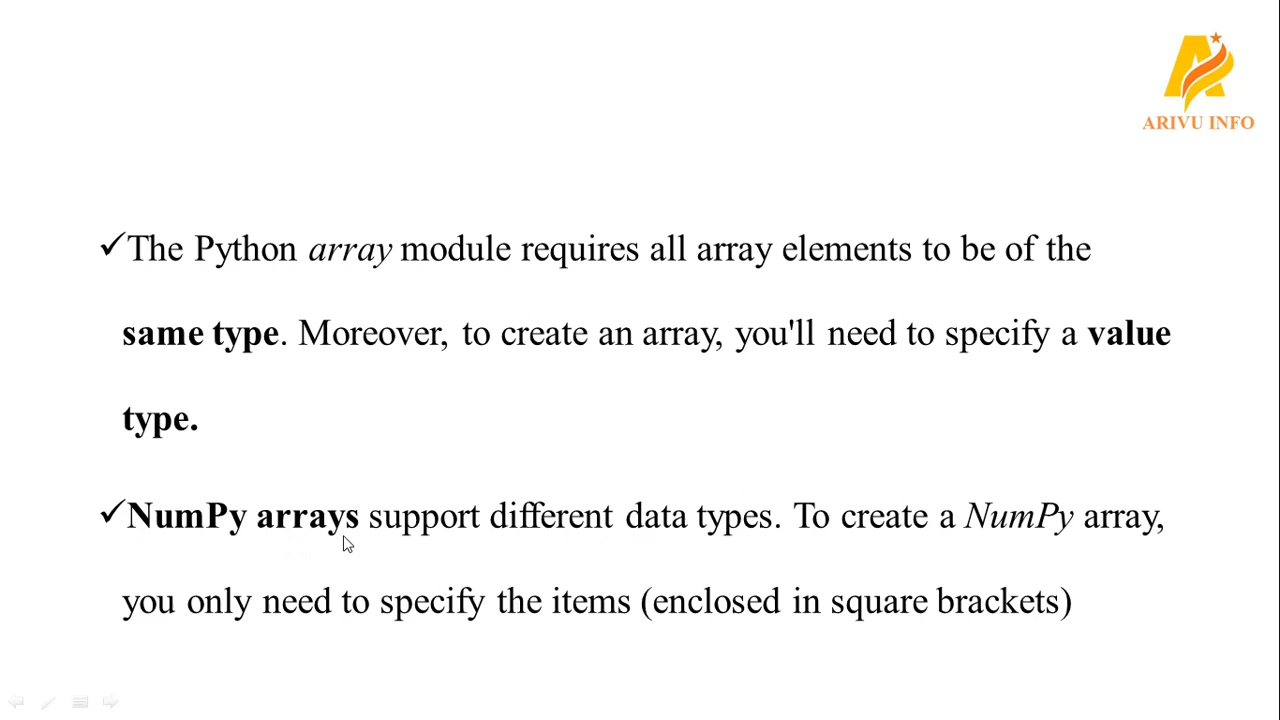 ARIVU INFO
✓The Python array module requires all array elements to be of the
same type. Moreover, to create an array, you'll need to specify a value
type.
✓NumPy arrays support different data types. To create a NumPy array,
you only need to specify the items (enclosed in square brackets)